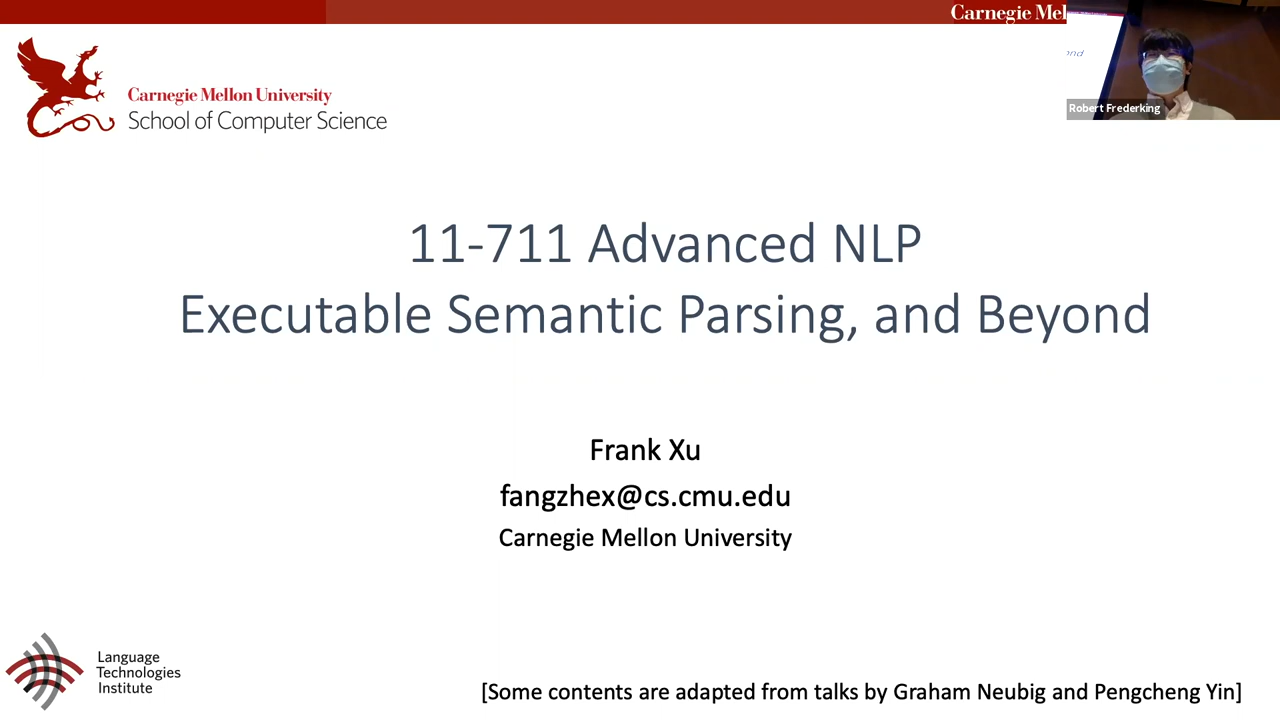 Carnegie Mel
Robert Frederking
Carnegie Mellon University
School of Computer Science
11-711 Advanced NLP
Executable Semantic Parsing, and Beyond
Frank Xu
fangzhex@cs.cmu.edu
Carnegie Mellon University
Language
Technologies
Institute
[Some contents are adapted from talks by Graham Neubig and Pengcheng Yin]